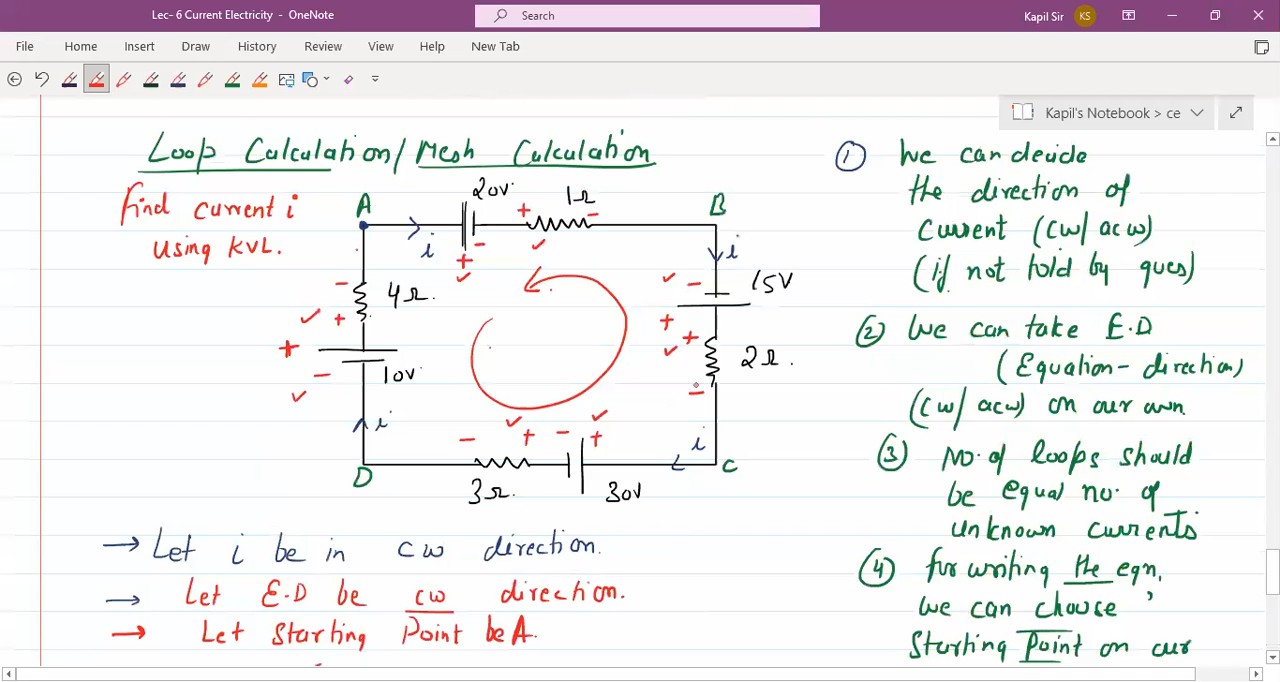 Lec- 6 Current Electricity - OneNote
Search
Kapil Sir
KS
File Home Insert Draw History Review View Help New Tab
Kapil's Notebook > ce
Loop Calculation/Mesh Calculation
find current i
using KVL.
A
20v.
1Ω
B
+
-
i
-
+
i
-
15V
+
-
4Ω.
+
+
+
2Ω.
-
10v.
-
i
-
+
-
+
i
D
3Ω.
30V
C
→ Let i be in cw direction.
→ Let E.D be cw direction.
→ Let starting Point be A.
① We can decide
the direction of
Current (cw/acw)
(if not told by ques)
② We can take E.D
(Equation-direction)
(cw/acw) on our own
③ No. of loops should
be equal no. of
unknown currents
④ for writing the eqn,
we can choose
starting Point on our